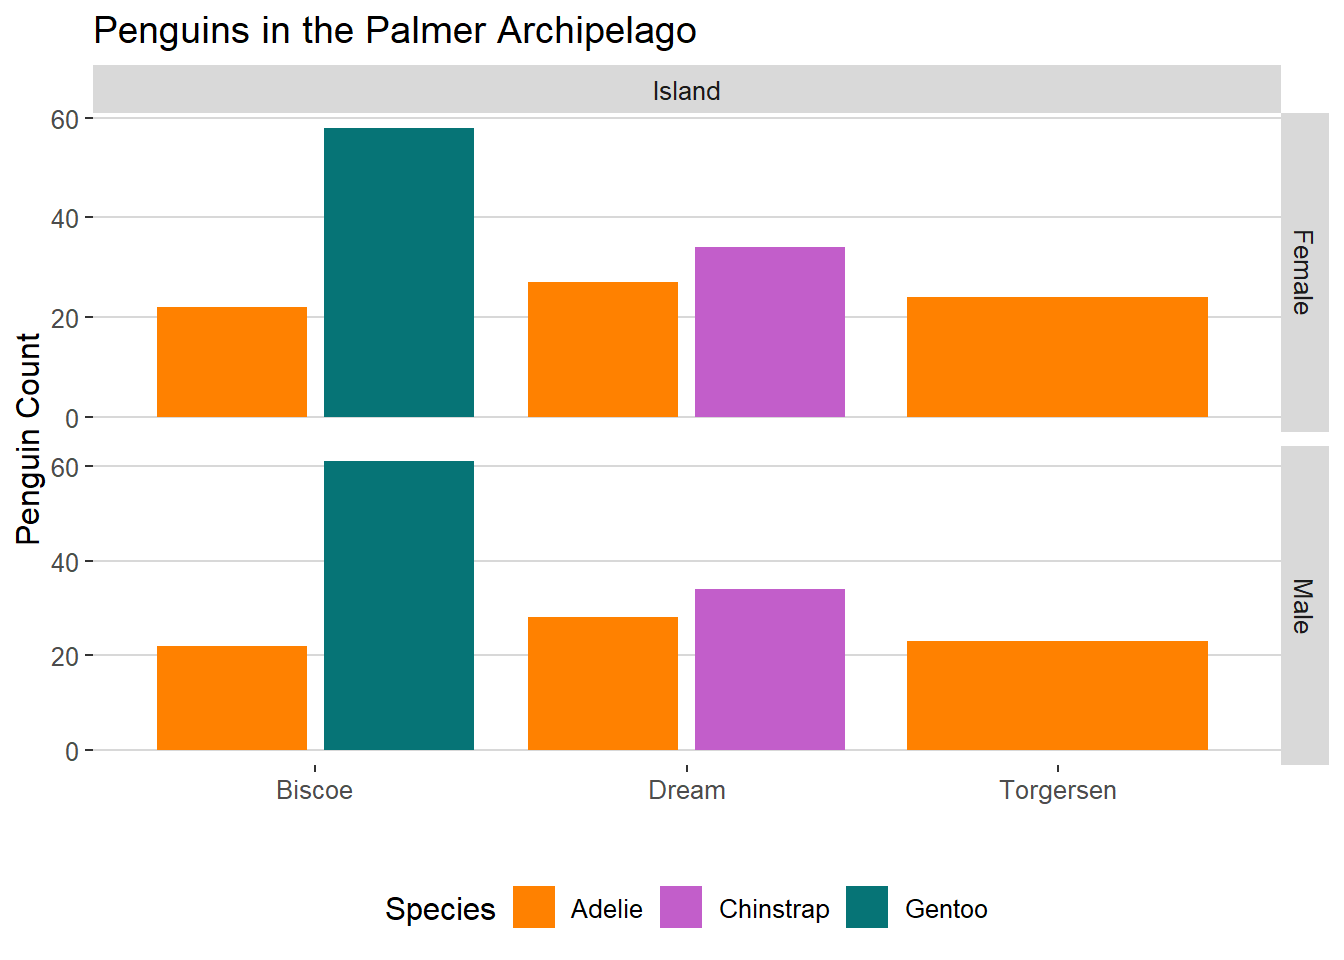 Penguins in the Palmer Archipelago
Island
Penguin Count
60
40
20
0
Female
60
40
20
0
Male
Biscoe Dream Torgersen
Species Adelie Chinstrap Gentoo